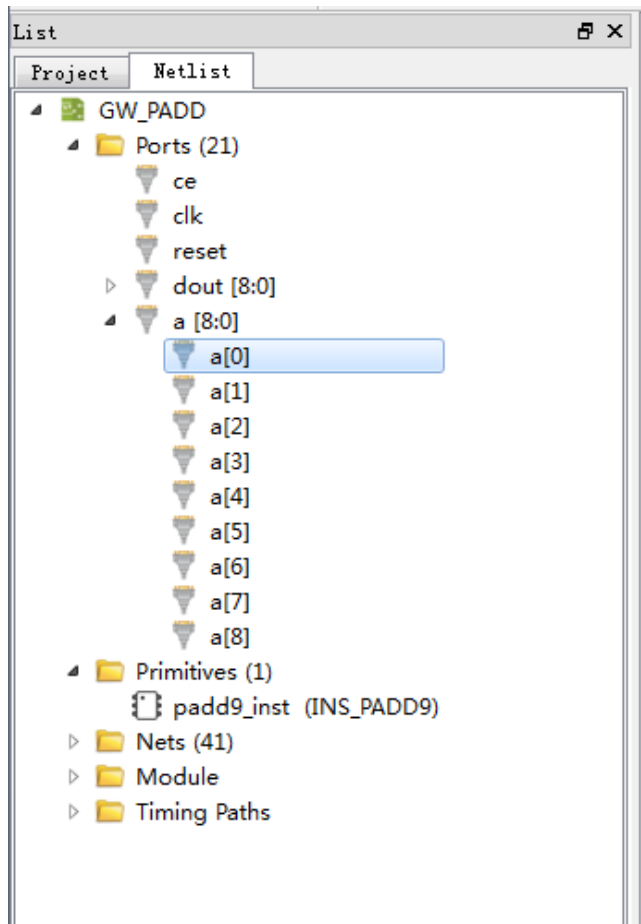 List
Project Netlist
GW_PADD
Ports (21)
ce
clk
reset
dout [8:0]
a [8:0]
a[0]
a[1]
a[2]
a[3]
a[4]
a[5]
a[6]
a[7]
a[8]
Primitives (1)
padd9_inst (INS_PADD9)
Nets (41)
Module
Timing Paths